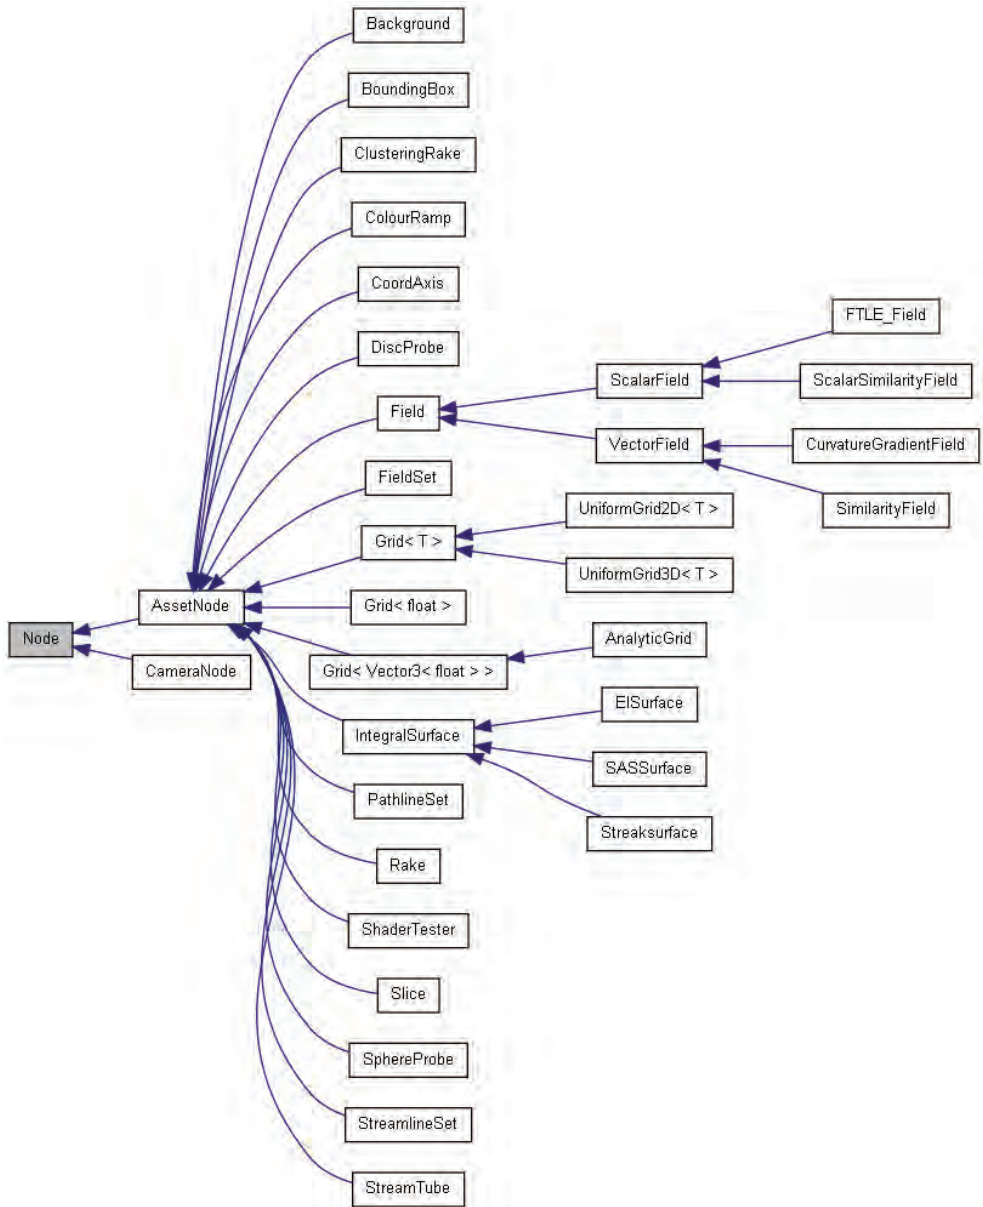 Background
BoundingBox
ClusteringRake
ColourRamp
CoordAxis
FTLE_Field
DiscProbe
ScalarField
ScalarSimilarityField
Field
VectorField
CurvatureGradientField
FieldSet
UniformGrid2D< T >
SimilarityField
Grid< T >
UniformGrid3D< T >
AssetNode
Grid< float >
Node
AnalyticGrid
CameraNode
Grid< Vector3< float > >
EISurface
IntegralSurface
SASSurface
PathlineSet
Streaksurface
Rake
ShaderTester
Slice
SphereProbe
StreamlineSet
StreamTube